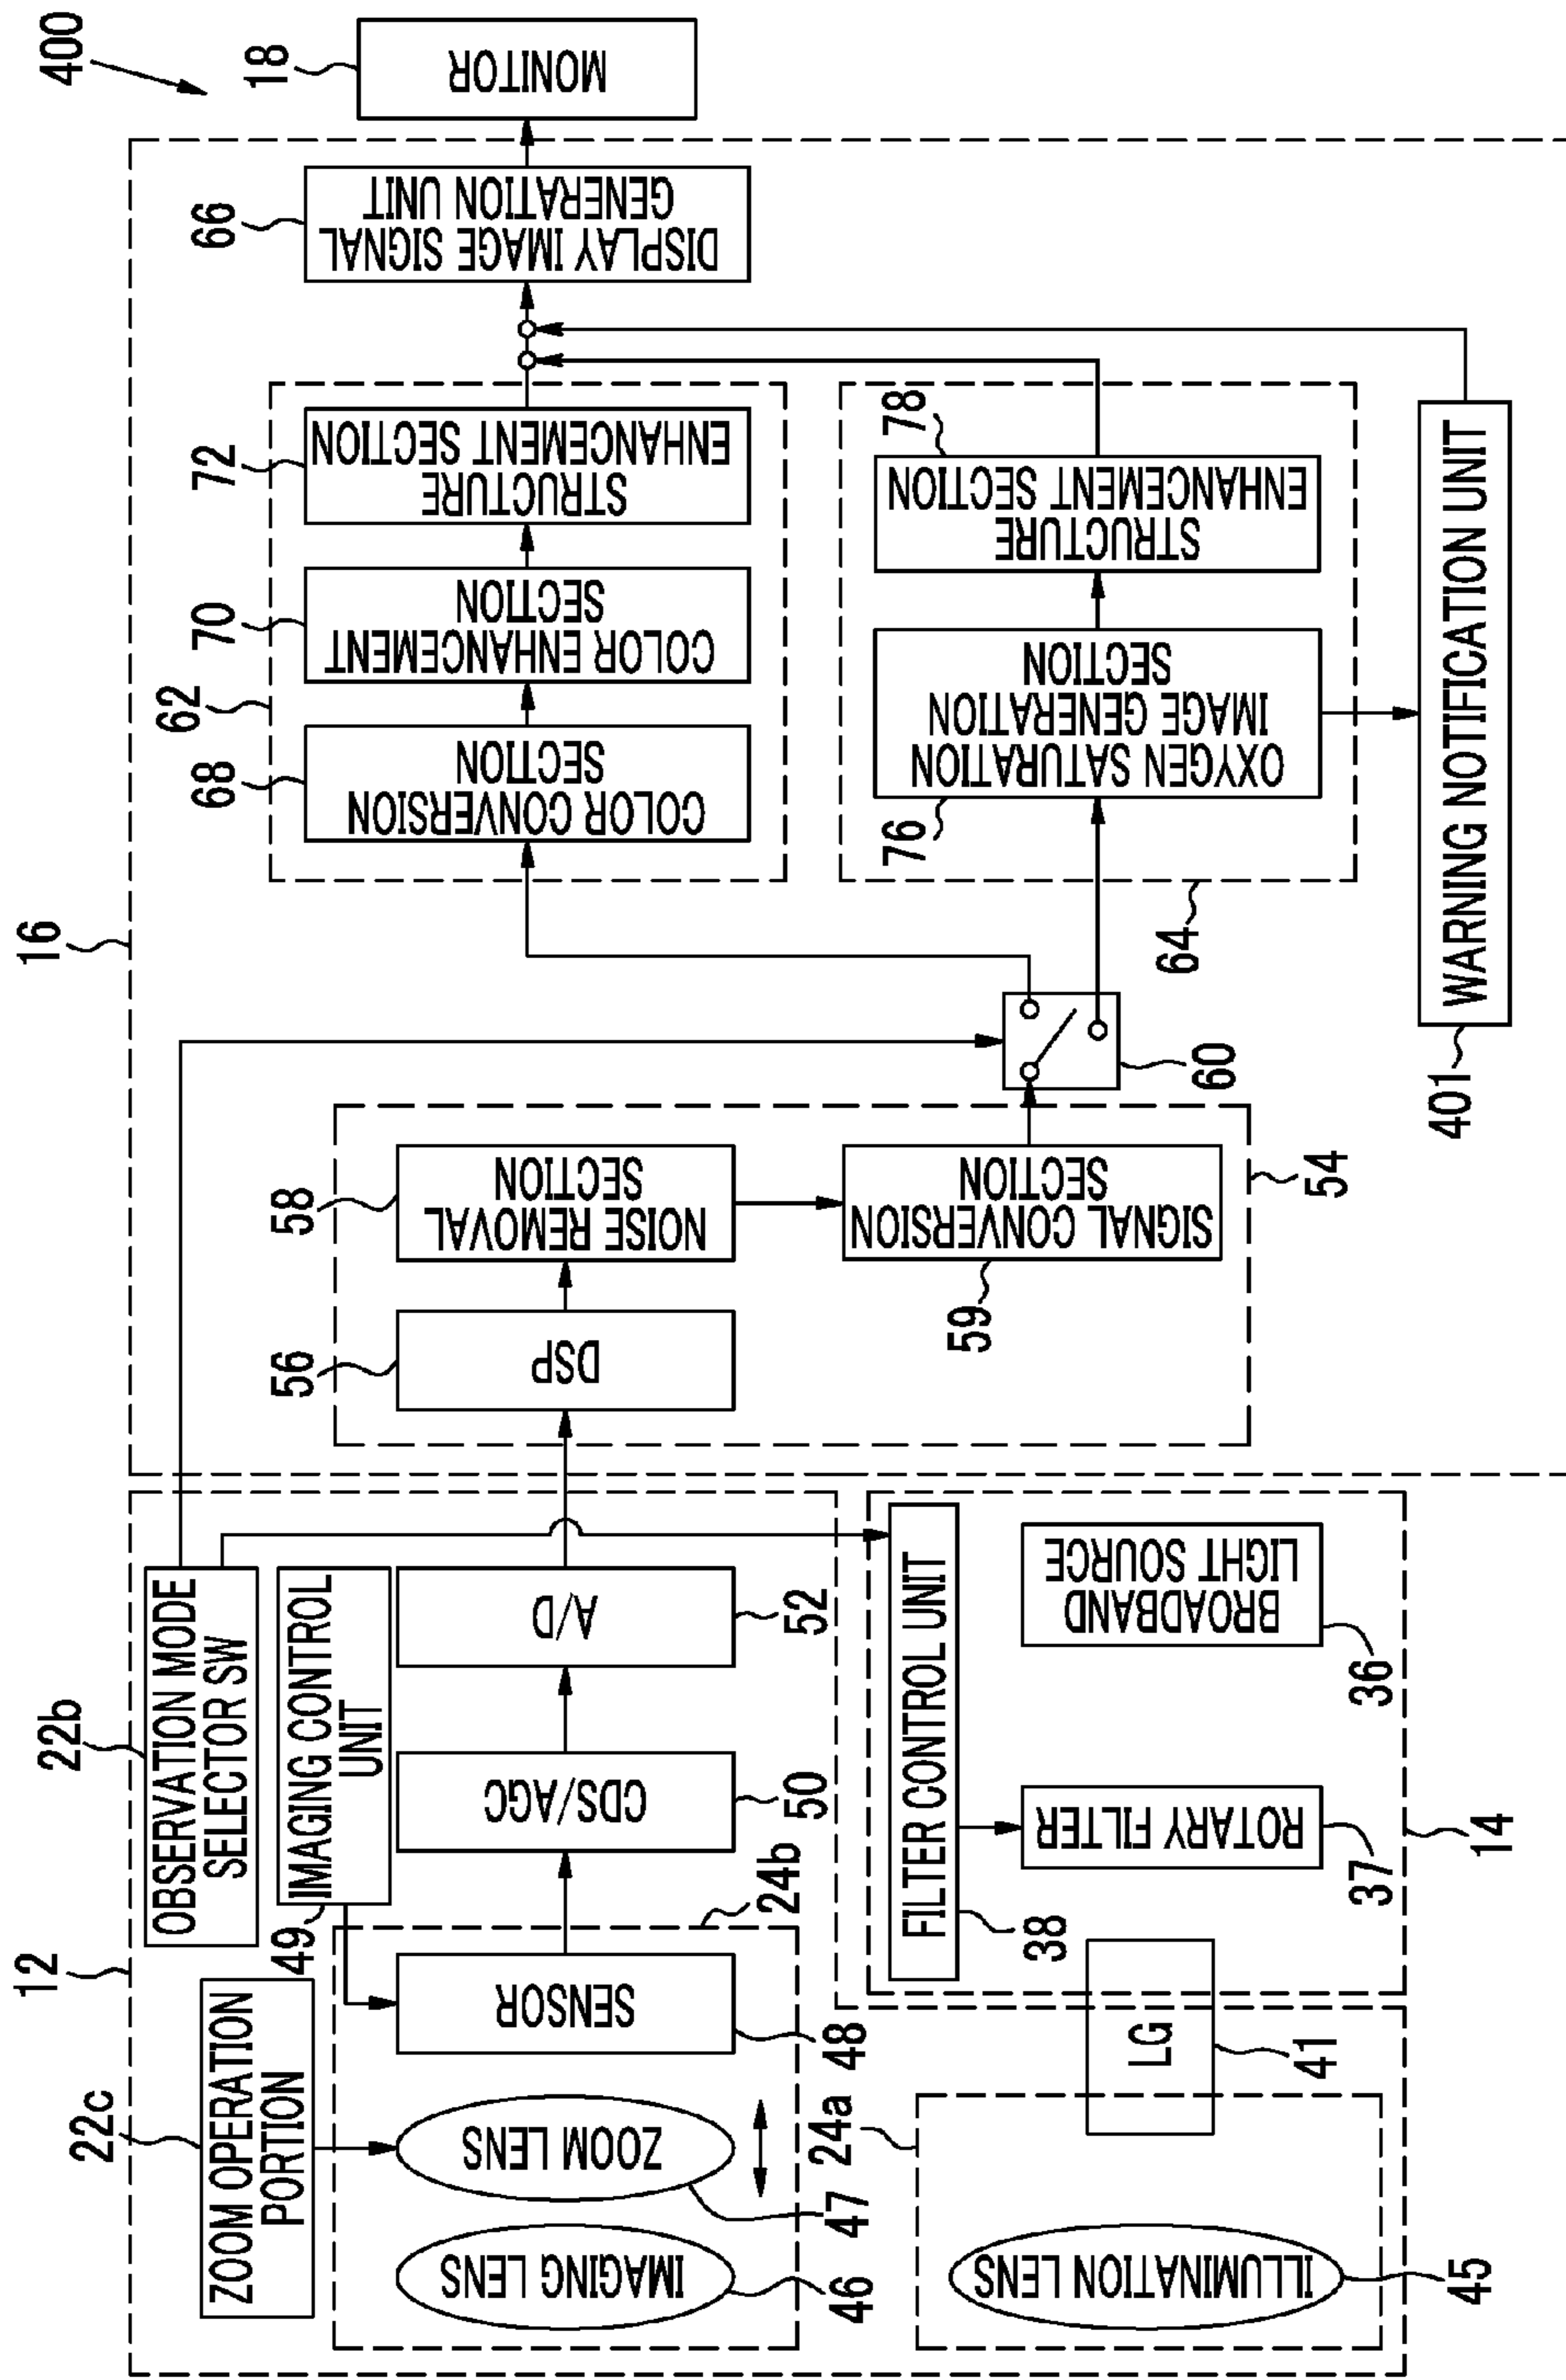 400
12
22c
ZOOM OPERATION
PORTION
22b
OBSERVATION MODE
SELECTOR SW
49
IMAGING CONTROL
UNIT
IMAGING LENS
46
ZOOM LENS
47
SENSOR
48
24b
CDS/AGC
50
A/D
52
24a
ILLUMINATION LENS
45
LG
41
FILTER CONTROL UNIT
38
ROTARY FILTER
37
BROADBAND
LIGHT SOURCE
36
14
16
56
DSP
58
NOISE REMOVAL
SECTION
SIGNAL CONVERSION
SECTION
59
54
60
62
68
COLOR CONVERSION
SECTION
70
COLOR ENHANCEMENT
SECTION
72
STRUCTURE
ENHANCEMENT SECTION
64
76
OXYGEN SATURATION
IMAGE GENERATION
SECTION
78
STRUCTURE
ENHANCEMENT SECTION
401
WARNING NOTIFICATION UNIT
66
DISPLAY IMAGE SIGNAL
GENERATION UNIT
18
MONITOR